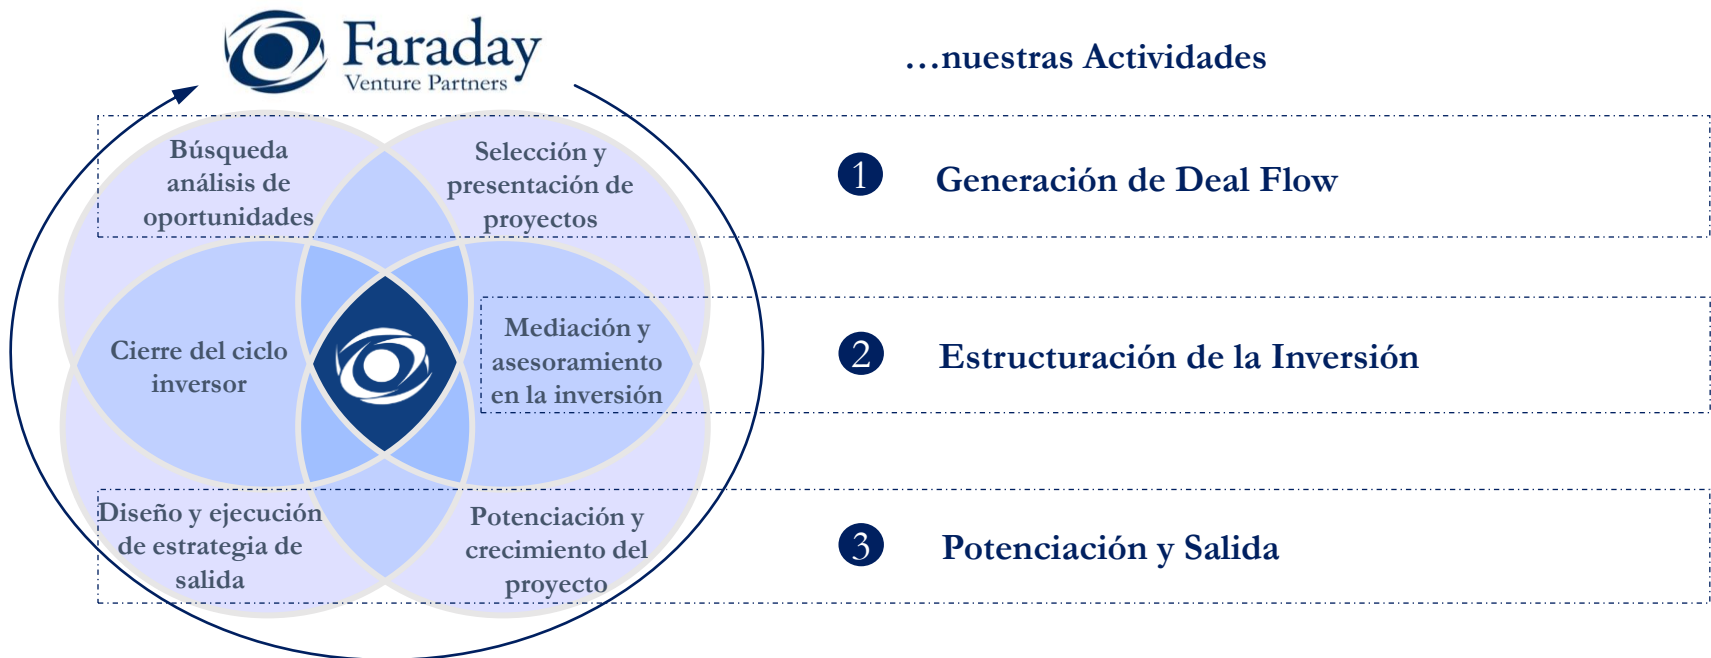 Faraday
Venture Partners
…nuestras Actividades
Búsqueda
análisis de
oportunidades
Selección y
presentación de
proyectos
1 Generación de Deal Flow
Cierre del ciclo
inversor
Mediación y
asesoramiento
en la inversión
2 Estructuración de la Inversión
Diseño y ejecución
de estrategia de
salida
Potenciación y
crecimiento del
proyecto
3 Potenciación y Salida